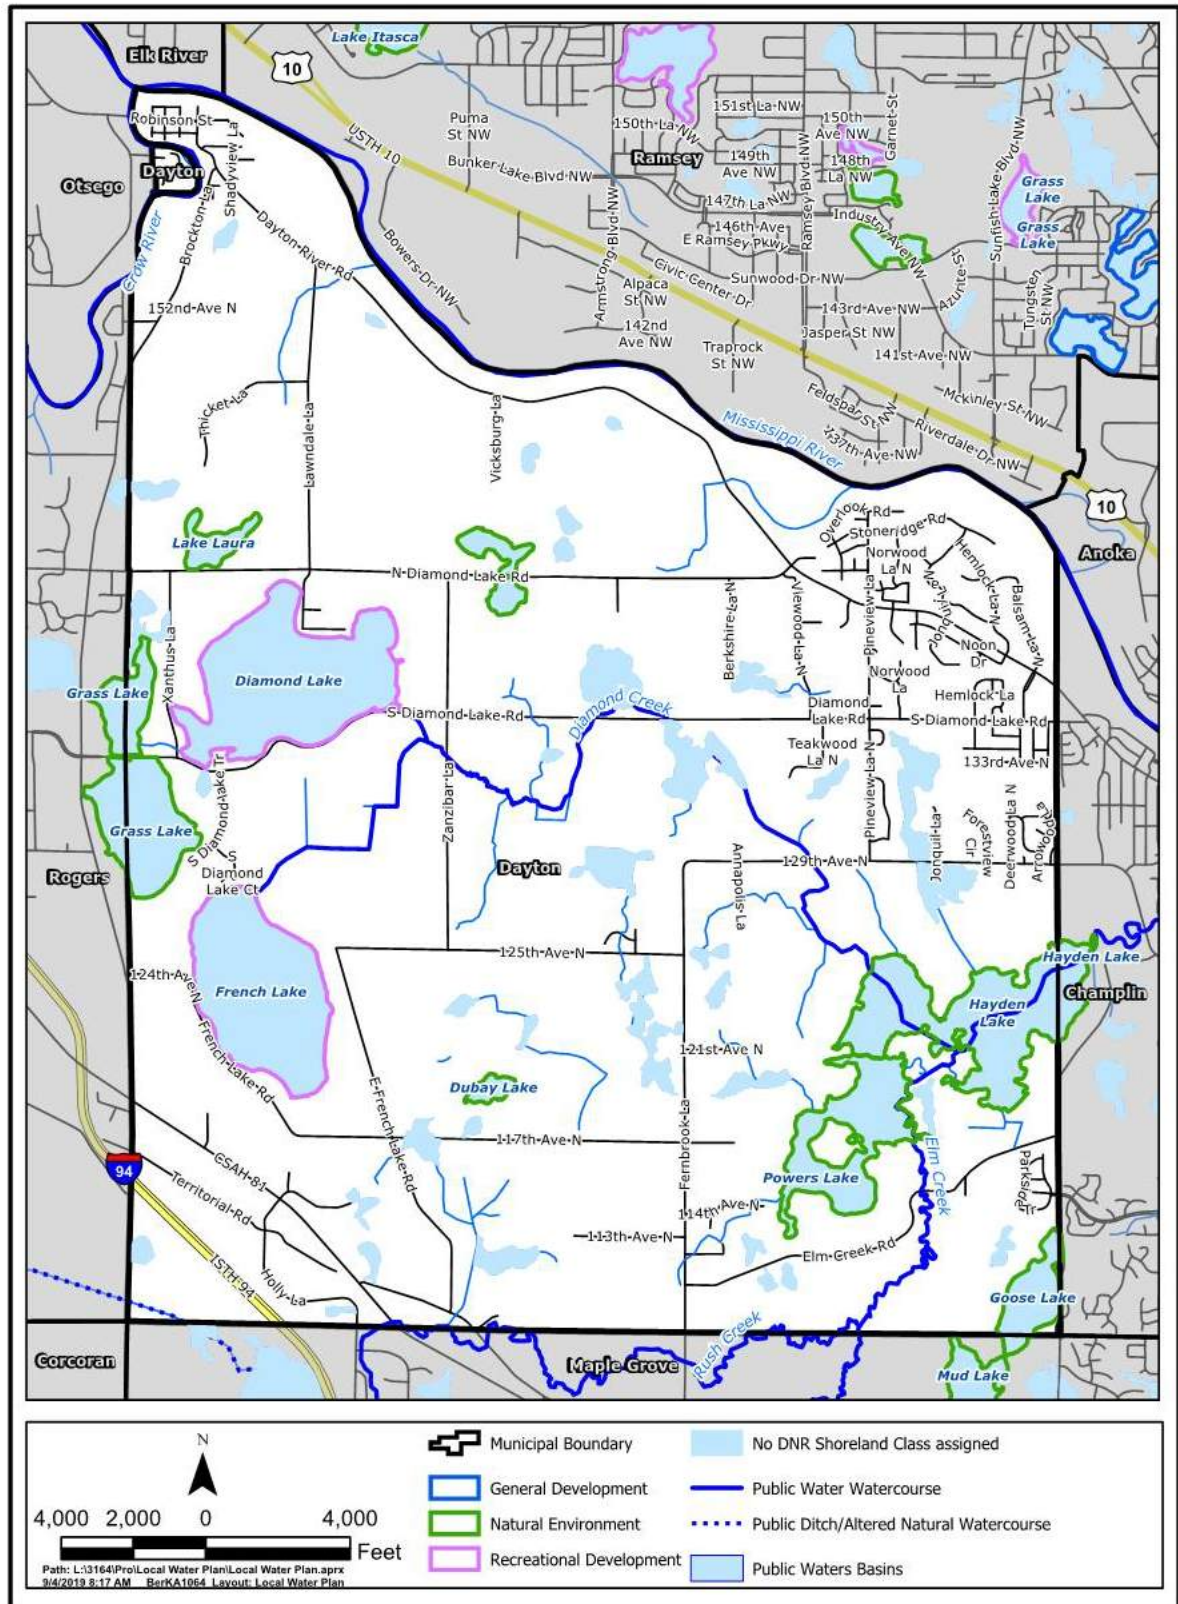 Lake Itasca
Elk River
10
Robinson St
Puma
St NW
151st La NW
150th La NW
150th
Ave NW
Garnet St
USTH 10
Bunker Lake Blvd NW
Ramsey
149th
Ave NW
148th
La NW
Ramsey Blvd NW
Sunfish Lake Blvd NW
Otsego
Dayton
Shadyview La
Brockton La
Grass
Lake
147th La NW
146th Ave
E Ramsey Pkwy
Industry Ave NW
Grass
Lake
Crow River
Dayton River Rd
Bowers Dr NW
Armstrong Blvd NW
Civic Center Dr
Sunwood Dr NW
Azurite St
Tungsten
St NW
Alpaca
St NW
152nd Ave N
142nd
Ave NW
143rd Ave NW
Jasper St NW
Traprock
St NW
141st Ave NW
Thicket La
Lawndale La
Vicksburg La
Feldspar St NW
McKinley St NW
Mississippi River
137th Ave NW
Riverdale Dr NW
10
Anoka
Lake Laura
Overlook Rd
Stoneridge Rd
Norwood
La N
Hemlock La N
N Diamond Lake Rd
Berkshire La N
Viewpoint La N
Pineview La N
Jonquil La N
Balsam La N
Noon
Dr
Xanthus La
Grass Lake
Diamond Lake
Norwood
La
Hemlock La
Diamond Creek
S Diamond Lake Rd
Diamond
Lake Rd
S Diamond Lake Rd
Teakwood
La N
133rd Ave N
Zanzibar La
Pineview La N
S Diamond Lake Tr
Grass Lake
Jonquil La
Forestview
Cir
Deerwood La N
Arrowood La
Rogers
S
Diamond
Lake Ct
Dayton
129th Ave N
Annapolis La
125th Ave N
Hayden Lake
124th Ave N
French Lake
Hayden
Lake
Champlin
French Lake Rd
121st Ave N
Dubay Lake
E French Lake Rd
117th Ave N
Fernbrook La
Elm Creek
94
CSAH 81
Territorial Rd
Powers Lake
Parkside
Tr
114th Ave N
113th Ave N
Elm Creek Rd
ISTH 94
Holly La
Goose Lake
Rush Creek
Corcoran
Maple Grove
Mud Lake
N
4,000 2,000 0 4,000
Feet
Path: L:\3164\Pro\Local Water Plan\Local Water Plan.aprx
9/4/2019 8:17 AM BerKA1064 Layout: Local Water Plan
Municipal Boundary
General Development
Natural Environment
Recreational Development
No DNR Shoreland Class assigned
Public Water Watercourse
Public Ditch/Altered Natural Watercourse
Public Waters Basins